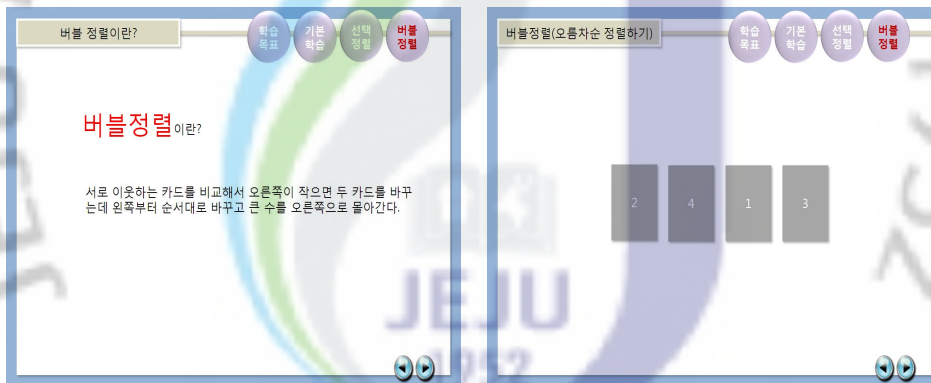 버블 정렬이란?
학습
목표
기본
학습
선택
정렬
버블
정렬
버블정렬이란?
서로 이웃하는 카드를 비교해서 오른쪽이 작으면 두 카드를 바꾸
는데 왼쪽부터 순서대로 바꾸고 큰 수를 오른쪽으로 몰아간다.
버블정렬(오름차순 정렬하기)
학습
목표
기본
학습
선택
정렬
버블
정렬
2 4 1 3
JEJU
1952